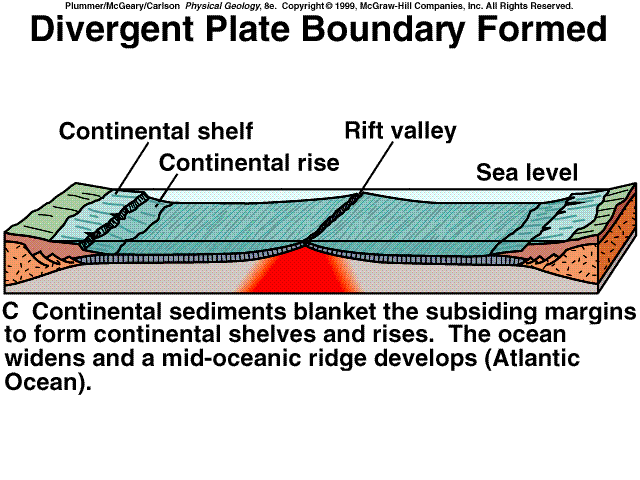 Plummer/McGeary/Carlson Physical Geology, 8e. Copyright © 1999, McGraw-Hill Companies, Inc. All Rights Reserved.
Divergent Plate Boundary Formed
Continental shelf
Rift valley
Continental rise
Sea level
C Continental sediments blanket the subsiding margins
to form continental shelves and rises. The ocean
widens and a mid-oceanic ridge develops (Atlantic
Ocean).